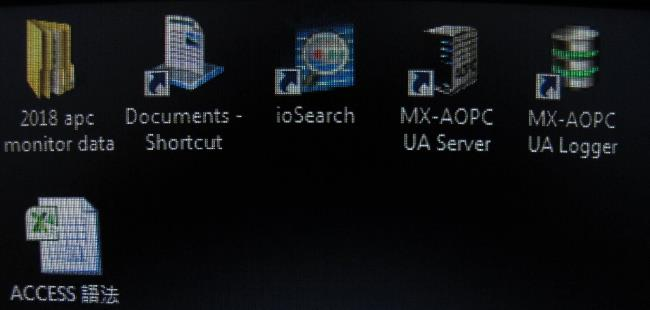 2018 apc
monitor data
Documents -
Shortcut
ioSearch
MX-AOPC
UA Server
MX-AOPC
UA Logger
ACCESS 語法